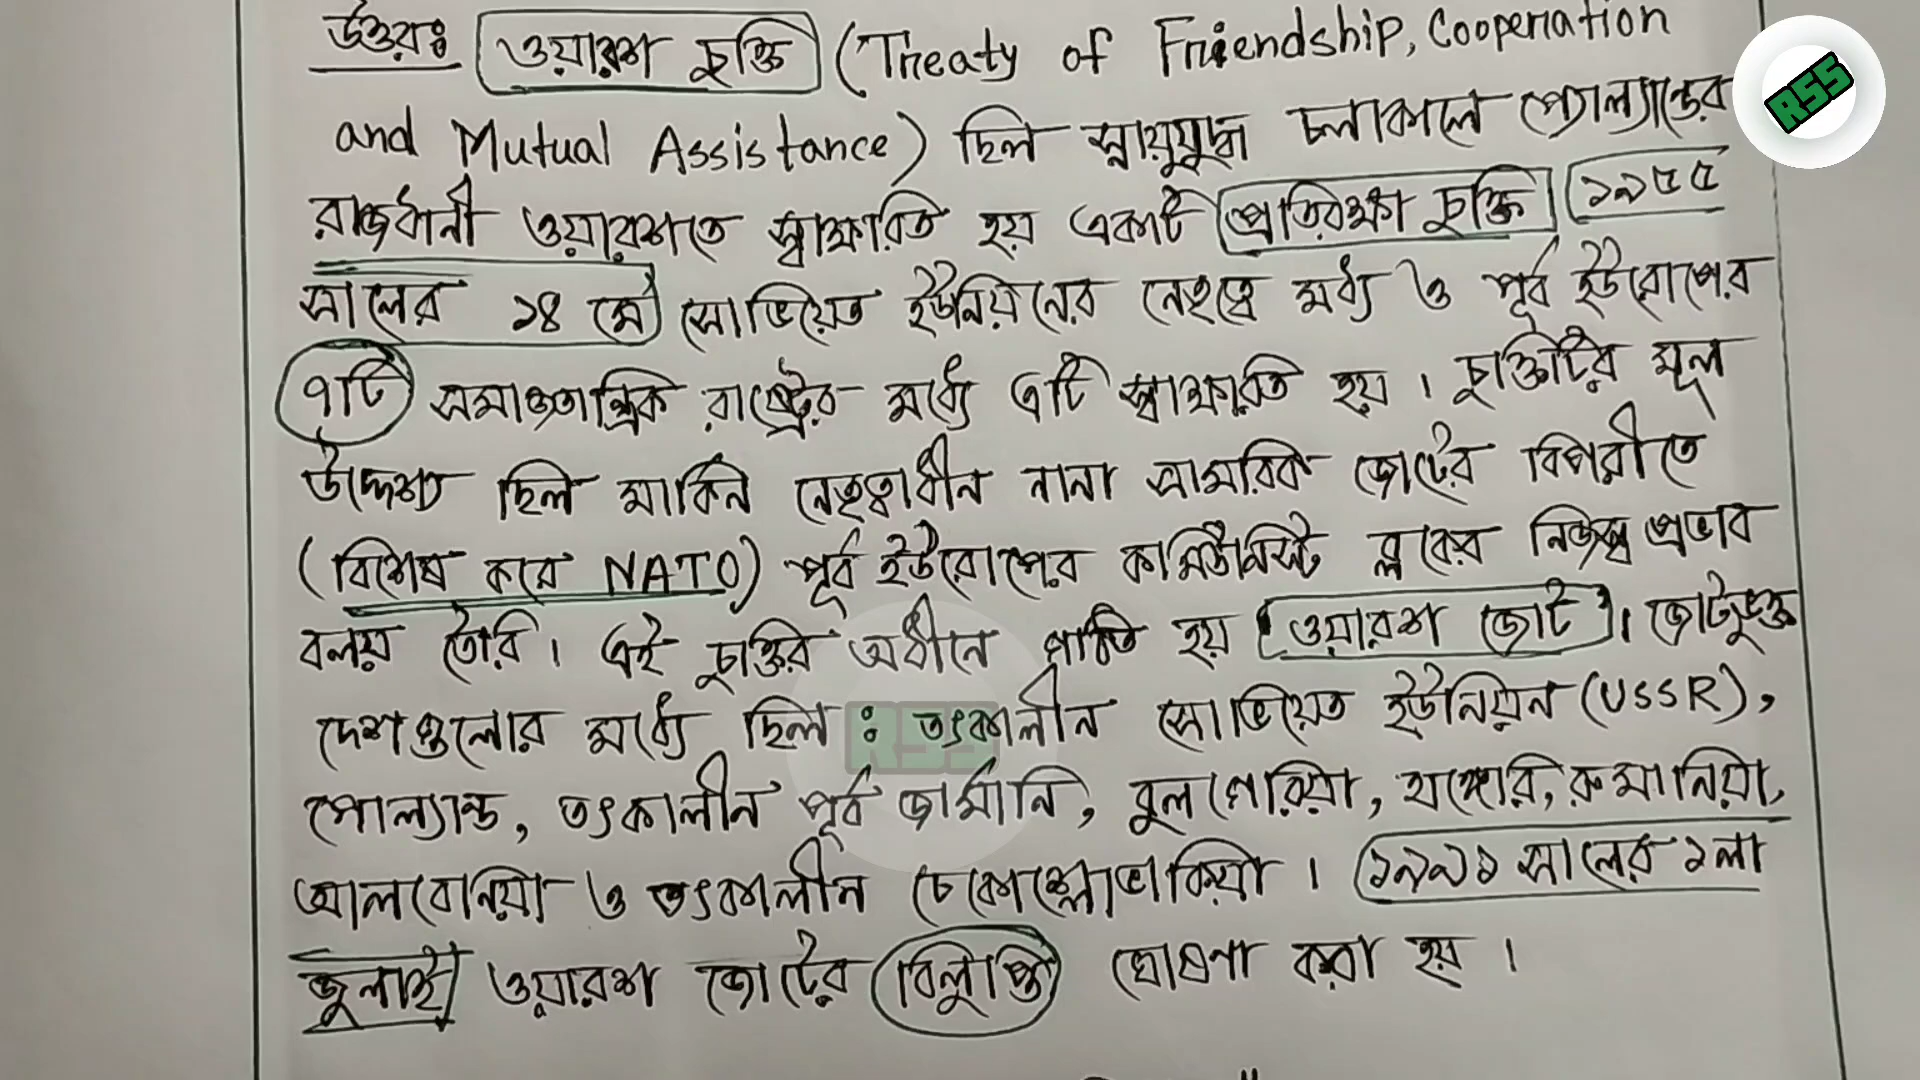 উত্তরঃ ওয়ারশ চুক্তি (Treaty of Friendship, Cooperation
RSS
and Mutual Assistance) ছিল স্নায়ুযুদ্ধ চলাকালে পোল্যান্ডের
রাজধানী ওয়ারশতে স্বাক্ষরিত হয় একটি প্রতিরক্ষা চুক্তি ১৯৫৫
সালের ১৪ মে সোভিয়েত ইউনিয়নের নেতৃত্বে মধ্য ও পূর্ব ইউরোপের
৭টি সমাজতান্ত্রিক রাষ্ট্রের মধ্যে এটি স্বাক্ষরিত হয়। চুক্তিটির মূল
উদ্দেশ্য ছিল মার্কিন নেতৃত্বাধীন নানা সামরিক জোটের বিপরীতে
(বিশেষ করে NATO) পূর্ব ইউরোপের কমিউনিস্ট ব্লকের নিজস্ব প্রভাব
বলয় তৈরি। এই চুক্তির অধীনে গঠিত হয় ওয়ারশ জোট। জোটভুক্ত
দেশগুলোর মধ্যে ছিল : তৎকালীন সোভিয়েত ইউনিয়ন (USSR),
RSS
পোল্যান্ড, তৎকালীন পূর্ব জার্মানি, বুলগেরিয়া, হাঙ্গেরি, রুমানিয়া,
আলবেনিয়া ও তৎকালীন চেকোশ্লোভাকিয়া। ১৯৯১ সালের ১লা
জুলাই ওয়ারশ জোটের বিলুপ্তি ঘোষণা করা হয়।